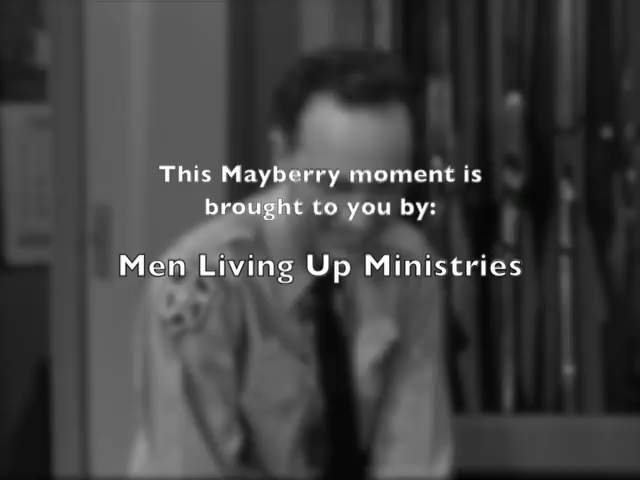 This Mayberry moment is
brought to you by:
Men Living Up Ministries